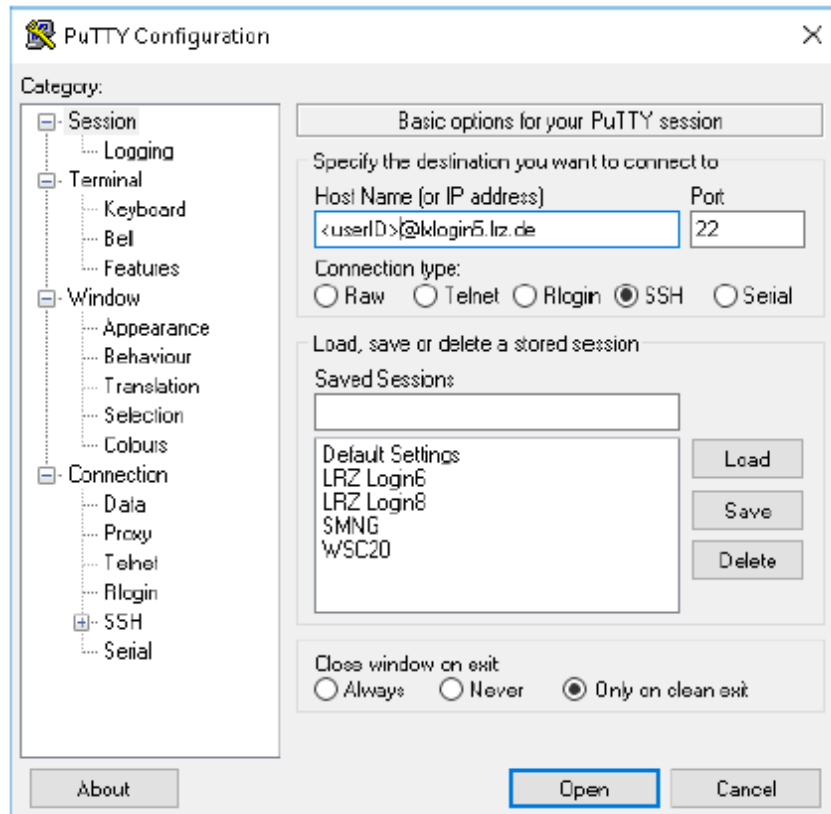 PuTTY Configuration
Category:
Session
Logging
Terminal
Keyboard
Bell
Features
Window
Appearance
Behaviour
Translation
Selection
Colours
Connection
Data
Proxy
Telnet
Rlogin
SSH
Serial
Basic options for your PuTTY session
Specify the destination you want to connect to
Host Name (or IP address) Port
<userID>@lxlogin5.lrz.de 22
Connection type:
Raw Telnet Rlogin SSH Serial
Load, save or delete a stored session
Saved Sessions
Default Settings
LRZ Login6
LRZ Login8
SMNG
WSC20
Load
Save
Delete
Close window on exit
Always Never Only on clean exit
About Open Cancel